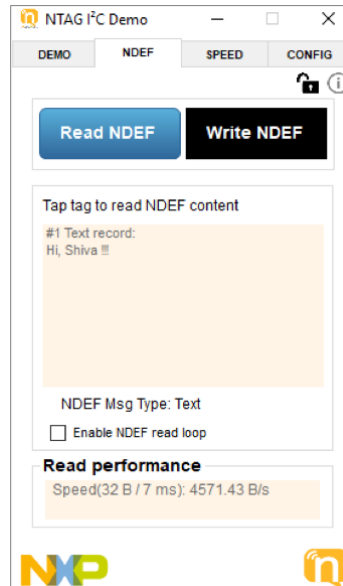 NTAG I²C Demo
DEMO NDEF SPEED CONFIG
Read NDEF Write NDEF
Tap tag to read NDEF content
#1 Text record:
Hi, Shiva !!!
NDEF Msg Type: Text
Enable NDEF read loop
Read performance
Speed(32 B / 7 ms): 4571.43 B/s
NXP